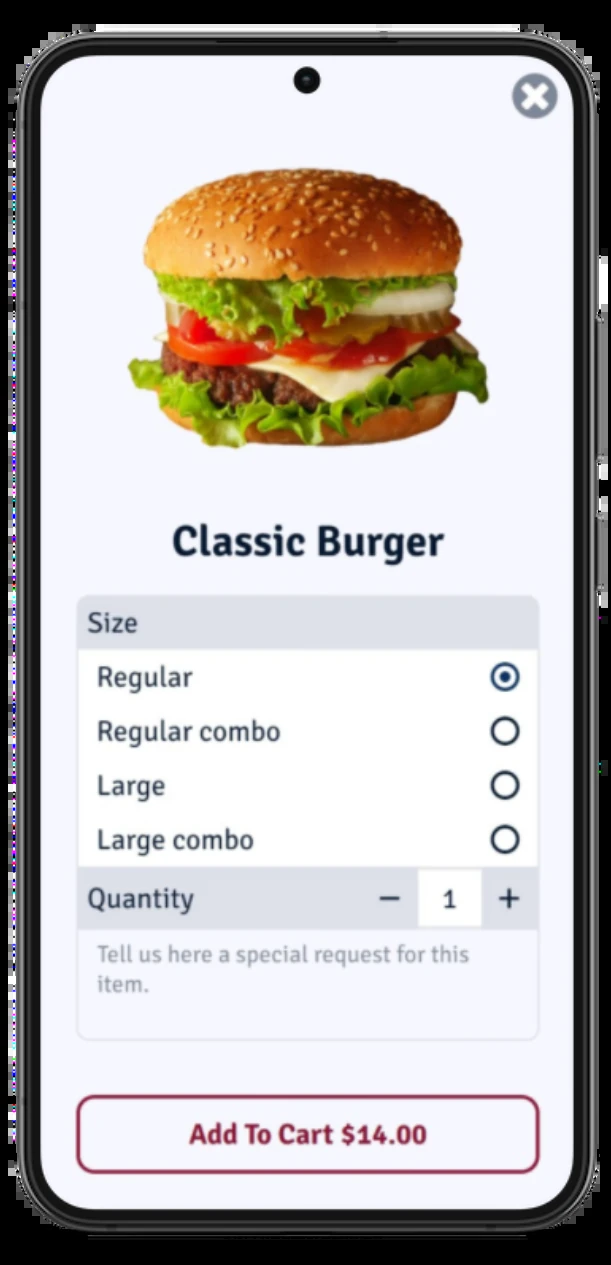 Classic Burger
Size
Regular
Regular combo
Large
Large combo
Quantity − 1 +
Tell us here a special request for this
item.
Add To Cart $14.00